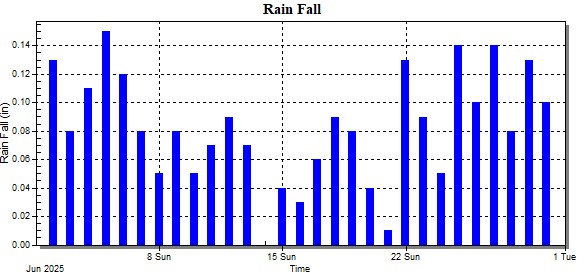 Rain Fall
0.14
0.12
0.10
0.08
0.06
0.04
0.02
0.00
Rain Fall (in)
8 Sun
15 Sun
22 Sun
1 Tue
Jun 2025
Time